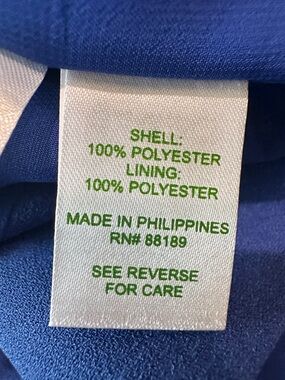 SHELL:
100% POLYESTER
LINING:
100% POLYESTER
MADE IN PHILIPPINES
RN# 88189
SEE REVERSE
FOR CARE